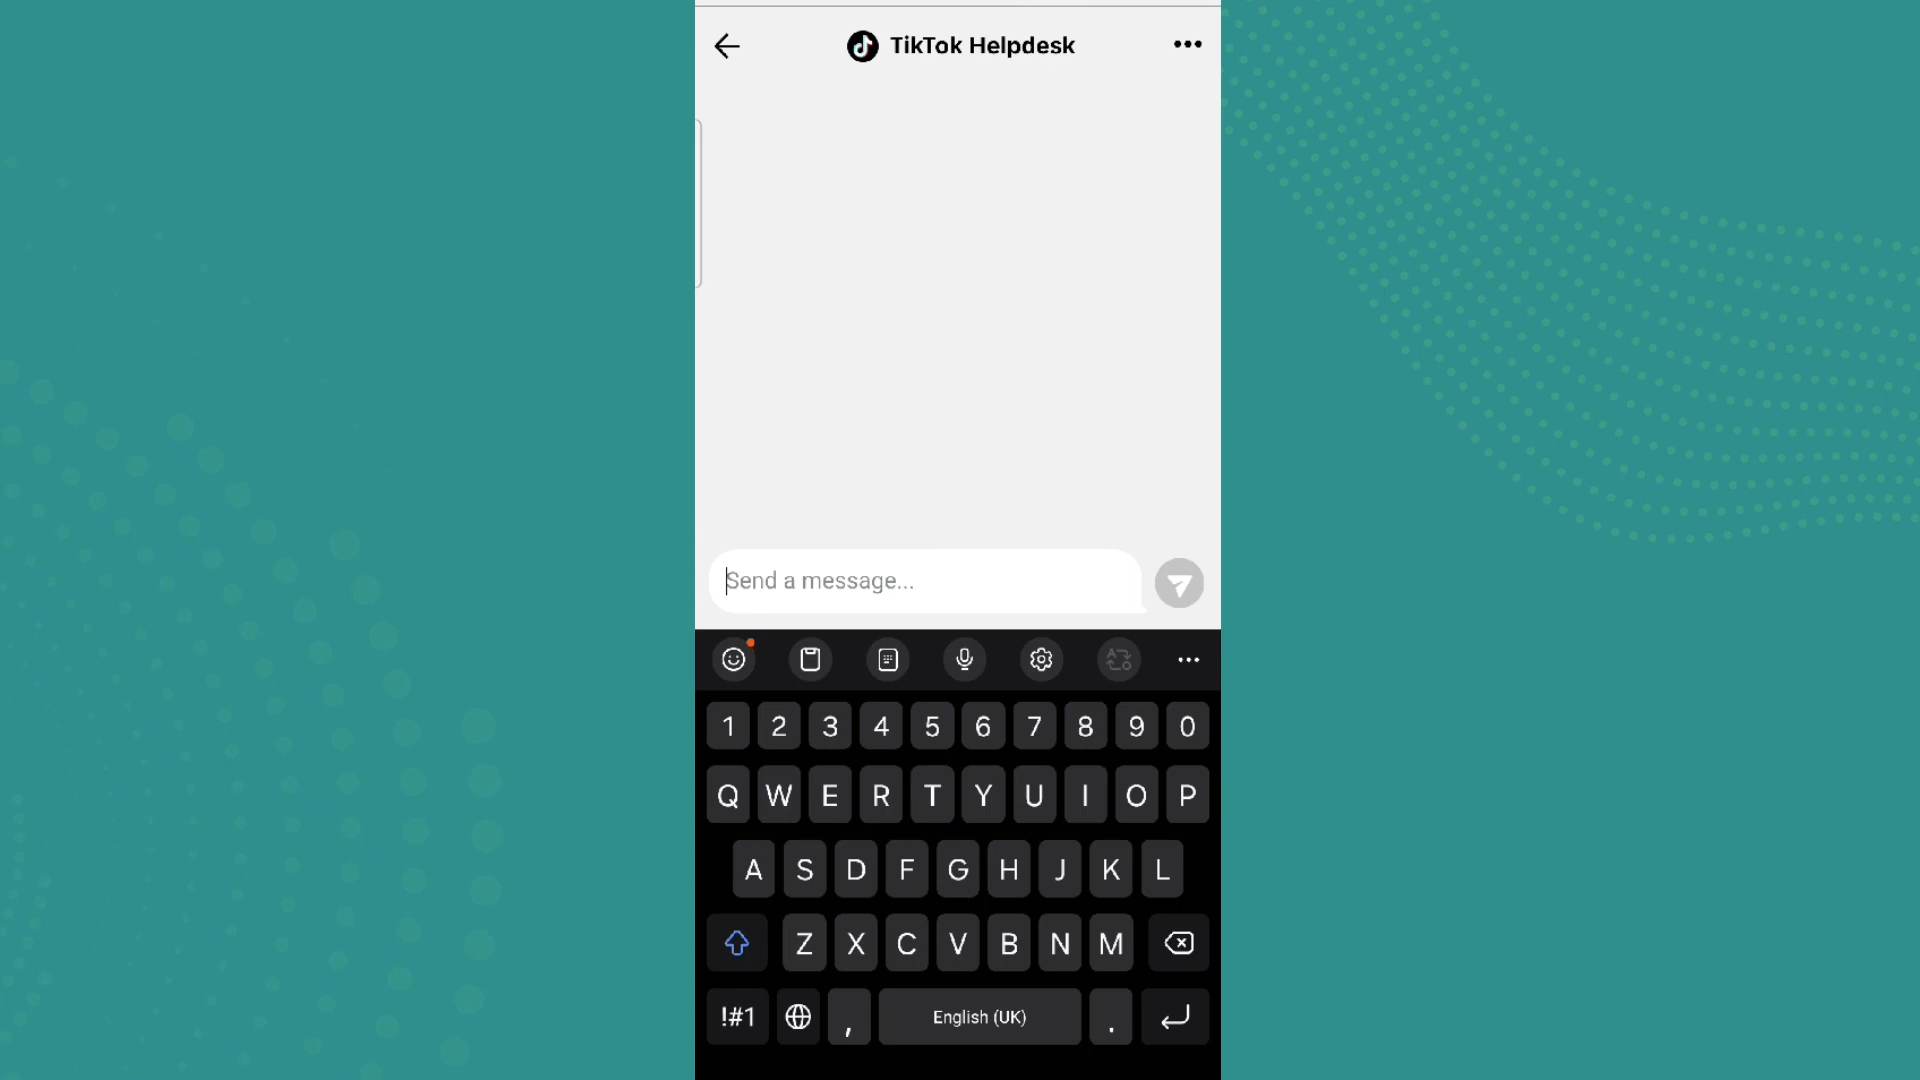 TikTok Helpdesk
Send a message...
1 2 3 4 5 6 7 8 9 0
Q W E R T Y U I O P
A S D F G H J K L
Z X C V B N M
!#1 , English (UK) .